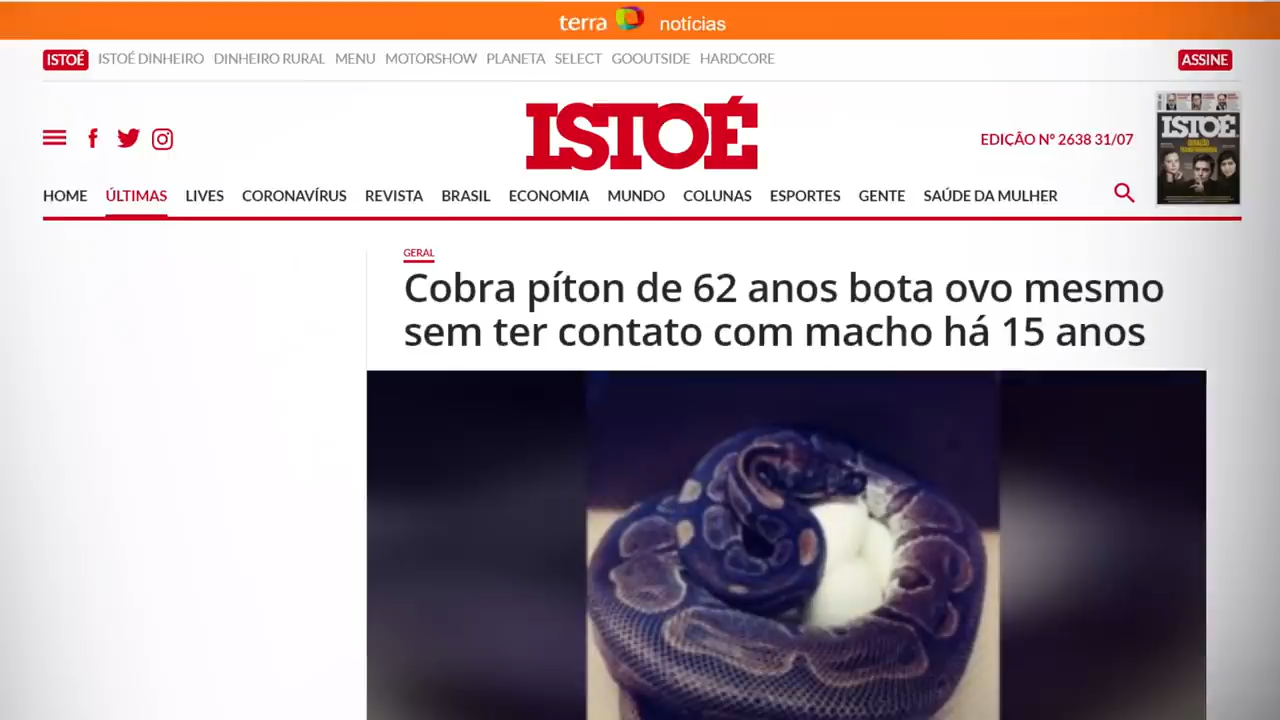 terra notícias
ISTOÉ ISTOÉ DINHEIRO DINHEIRO RURAL MENU MOTORSHOW PLANETA SELECT GOOUTSIDE HARDCORE ASSINE
ISTOÉ
EDIÇÃO Nº 2638 31/07
ISTOÉ
HOME ÚLTIMAS LIVES CORONAVÍRUS REVISTA BRASIL ECONOMIA MUNDO COLUNAS ESPORTES GENTE SAÚDE DA MULHER
GERAL
Cobra píton de 62 anos bota ovo mesmo
sem ter contato com macho há 15 anos